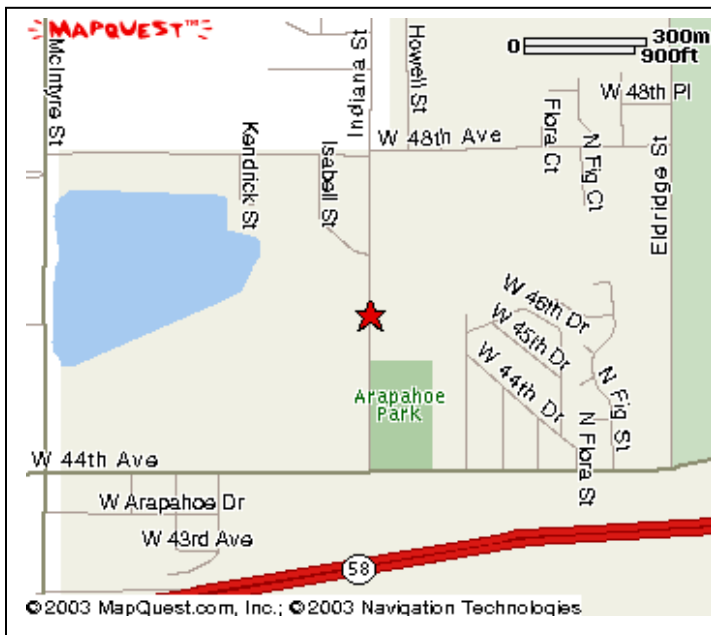 MAPQUEST™
McIntyre St
Indiana St
Howell St
300m
0
900ft
W 48th Pl
Kendrick St
Isabell St
W 48th Ave
Flora Ct
N Fig Ct
Eldridge St
W 46th Dr
W 45th Dr
W 44th Dr
Arapahoe
Park
N Fig St
N Flora St
W 44th Ave
W Arapahoe Dr
W 43rd Ave
58
©2003 MapQuest.com, Inc.; ©2003 Navigation Technologies